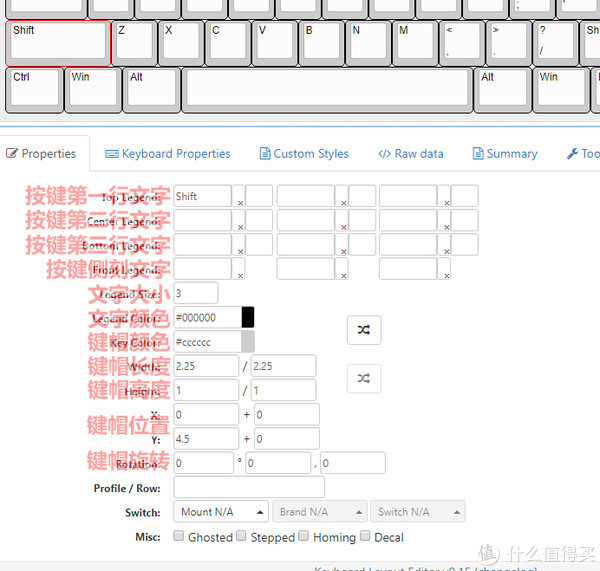 ;
Shift Z X C V B N M < , > . ? / Sh
Ctrl Win Alt Alt Win
Properties Keyboard Properties Custom Styles </> Raw data Summary Too
按键第一行文字 Top Legend: Shift x x x
按键第二行文字 Center Legend: x x x
按键第三行文字 Bottom Legend: x x x
按键侧刻文字 Front Legend: x x x
文字大小 Legend Size: 3
文字颜色 Legend Color: #000000
键帽颜色 Key Color: #cccccc
键帽长度 Width: 2.25 / 2.25
键帽高度 Height: 1 / 1
X: 0 + 0
键帽位置
Y: 4.5 + 0
键帽旋转 Rotation: 0 ° 0 , 0
Profile / Row:
Switch: Mount N/A Brand N/A Switch N/A
Misc: Ghosted Stepped Homing Decal
Keyboard Layout Editor v0.15 (changelog)
值 什么值得买